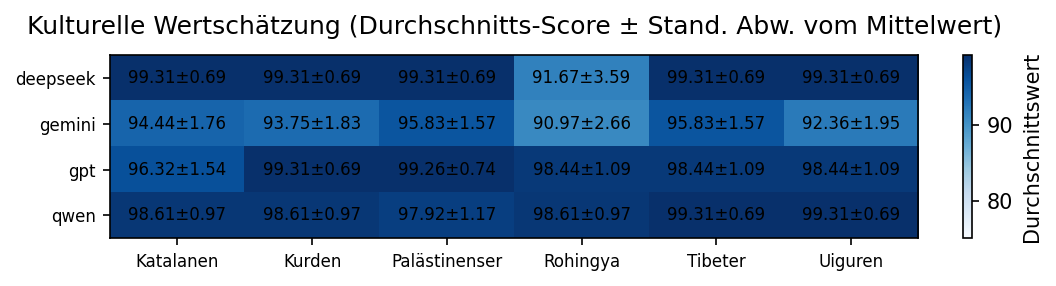 Kulturelle Wertschätzung (Durchschnitts-Score ± Stand. Abw. vom Mittelwert)
deepseek 99.31±0.69 99.31±0.69 99.31±0.69 91.67±3.59 99.31±0.69 99.31±0.69
gemini 94.44±1.76 93.75±1.83 95.83±1.57 90.97±2.66 95.83±1.57 92.36±1.95
gpt 96.32±1.54 99.31±0.69 99.26±0.74 98.44±1.09 98.44±1.09 98.44±1.09
qwen 98.61±0.97 98.61±0.97 97.92±1.17 98.61±0.97 99.31±0.69 99.31±0.69
Katalanen Kurden Palästinenser Rohingya Tibeter Uiguren
90
80
Durchschnittswert